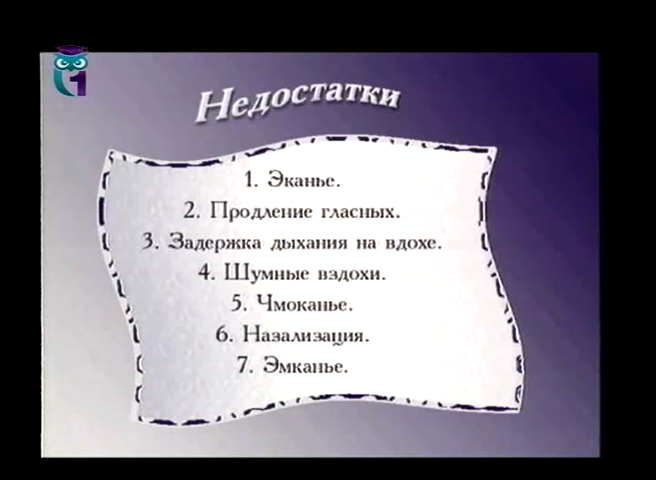 1
Недостатки
1. Эканье.
2. Продление гласных.
3. Задержка дыхания на вдохе.
4. Шумные вздохи.
5. Чмоканье.
6. Назализация.
7. Эмканье.